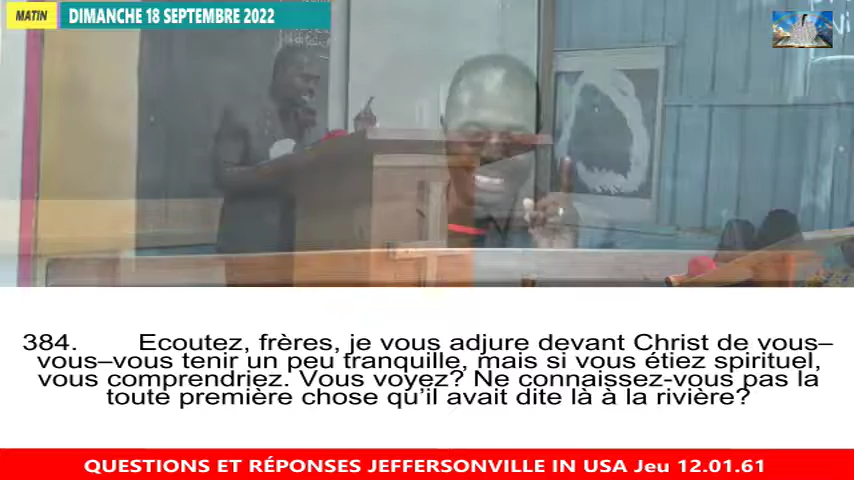 MATIN DIMANCHE 18 SEPTEMBRE 2022
384. Ecoutez, frères, je vous adjure devant Christ de vous–
vous–vous tenir un peu tranquille, mais si vous étiez spirituel,
vous comprendriez. Vous voyez? Ne connaissez-vous pas la
toute première chose qu'il avait dite là à la rivière?
QUESTIONS ET RÉPONSES JEFFERSONVILLE IN USA Jeu 12.01.61